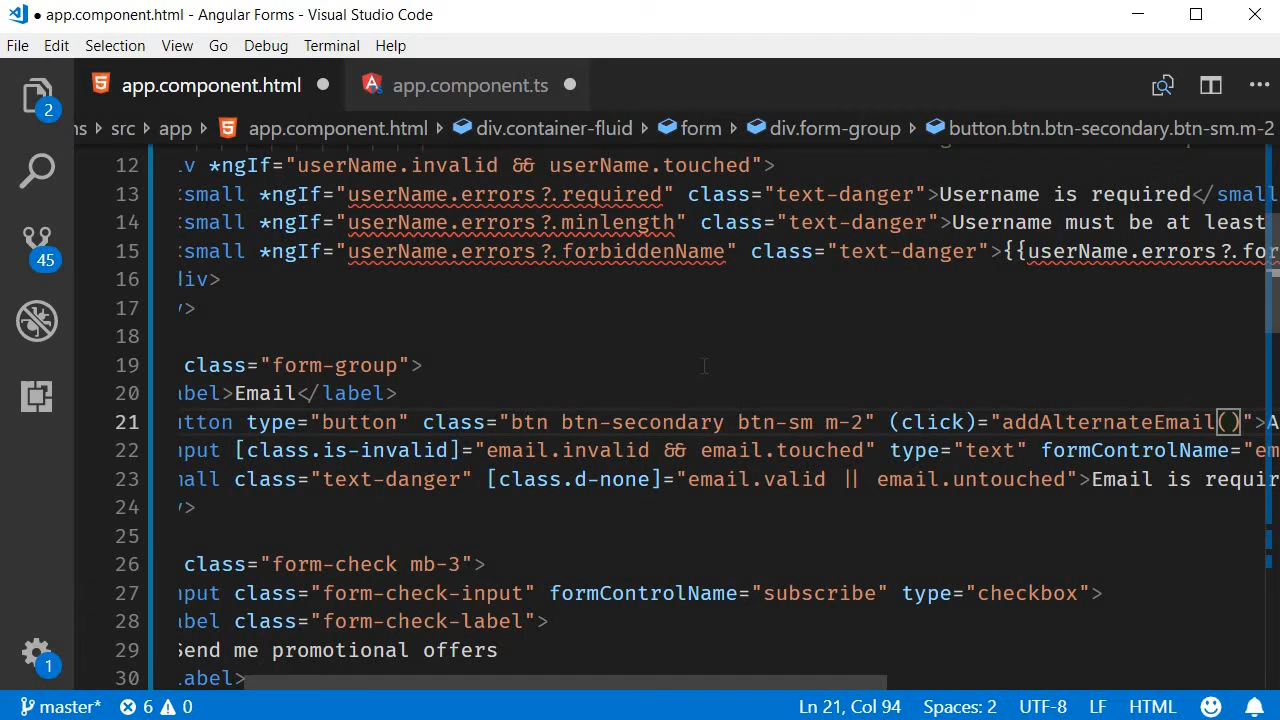 ● app.component.html - Angular Forms - Visual Studio Code
File Edit Selection View Go Debug Terminal Help
app.component.html ● app.component.ts ●
2
ns > src > app > app.component.html > div.container-fluid > form > div.form-group > button.btn.btn-secondary.btn-sm.m-2
12 iv *ngIf="userName.invalid && userName.touched">
13 :small *ngIf="userName.errors?.required" class="text-danger">Username is required</small
14 :small *ngIf="userName.errors?.minlength" class="text-danger">Username must be at least
15 :small *ngIf="userName.errors?.forbiddenName" class="text-danger">{{userName.errors?.for
45
16 div>
17 />
18
19 class="form-group">
20 abel>Email</label>
21 utton type="button" class="btn btn-secondary btn-sm m-2" (click)="addAlternateEmail()">A
22 nput [class.is-invalid]="email.invalid && email.touched" type="text" formControlName="em
23 mall class="text-danger" [class.d-none]="email.valid || email.untouched">Email is requir
24 />
25
26 class="form-check mb-3">
27 nput class="form-check-input" formControlName="subscribe" type="checkbox">
28 abel class="form-check-label">
29 Send me promotional offers
1
30 label>
master* 6 0 Ln 21, Col 94 Spaces: 2 UTF-8 LF HTML